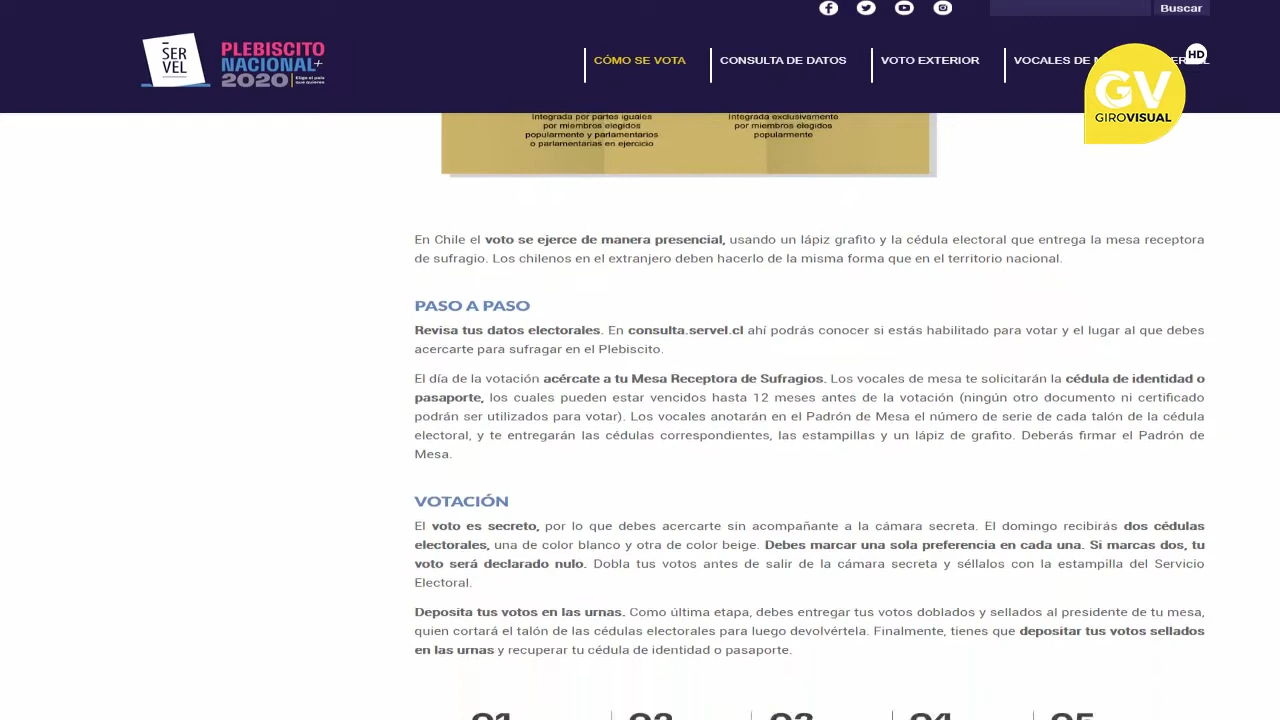 Buscar
SER
VEL
PLEBISCITO
NACIONAL+
2020
Elige el país
que quieres
CÓMO SE VOTA
CONSULTA DE DATOS
VOTO EXTERIOR
VOCALES DE
HD
GV
GIROVISUAL
Integrada por partes iguales
por miembros elegidos
popularmente y parlamentarios
o parlamentarias en ejercicio
Integrada exclusivamente
por miembros elegidos
popularmente
En Chile el voto se ejerce de manera presencial, usando un lápiz grafito y la cédula electoral que entrega la mesa receptora
de sufragio. Los chilenos en el extranjero deben hacerlo de la misma forma que en el territorio nacional.
PASO A PASO
Revisa tus datos electorales. En consulta.servel.cl ahí podrás conocer si estás habilitado para votar y el lugar al que debes
acercarte para sufragar en el Plebiscito.
El día de la votación acércate a tu Mesa Receptora de Sufragios. Los vocales de mesa te solicitarán la cédula de identidad o
pasaporte, los cuales pueden estar vencidos hasta 12 meses antes de la votación (ningún otro documento ni certificado
podrán ser utilizados para votar). Los vocales anotarán en el Padrón de Mesa el número de serie de cada talón de la cédula
electoral, y te entregarán las cédulas correspondientes, las estampillas y un lápiz de grafito. Deberás firmar el Padrón de
Mesa.
VOTACIÓN
El voto es secreto, por lo que debes acercarte sin acompañante a la cámara secreta. El domingo recibirás dos cédulas
electorales, una de color blanco y otra de color beige. Debes marcar una sola preferencia en cada una. Si marcas dos, tu
voto será declarado nulo. Dobla tus votos antes de salir de la cámara secreta y séllalos con la estampilla del Servicio
Electoral.
Deposita tus votos en las urnas. Como última etapa, debes entregar tus votos doblados y sellados al presidente de tu mesa,
quien cortará el talón de las cédulas electorales para luego devolvértela. Finalmente, tienes que depositar tus votos sellados
en las urnas y recuperar tu cédula de identidad o pasaporte.
01 02 03 04 05